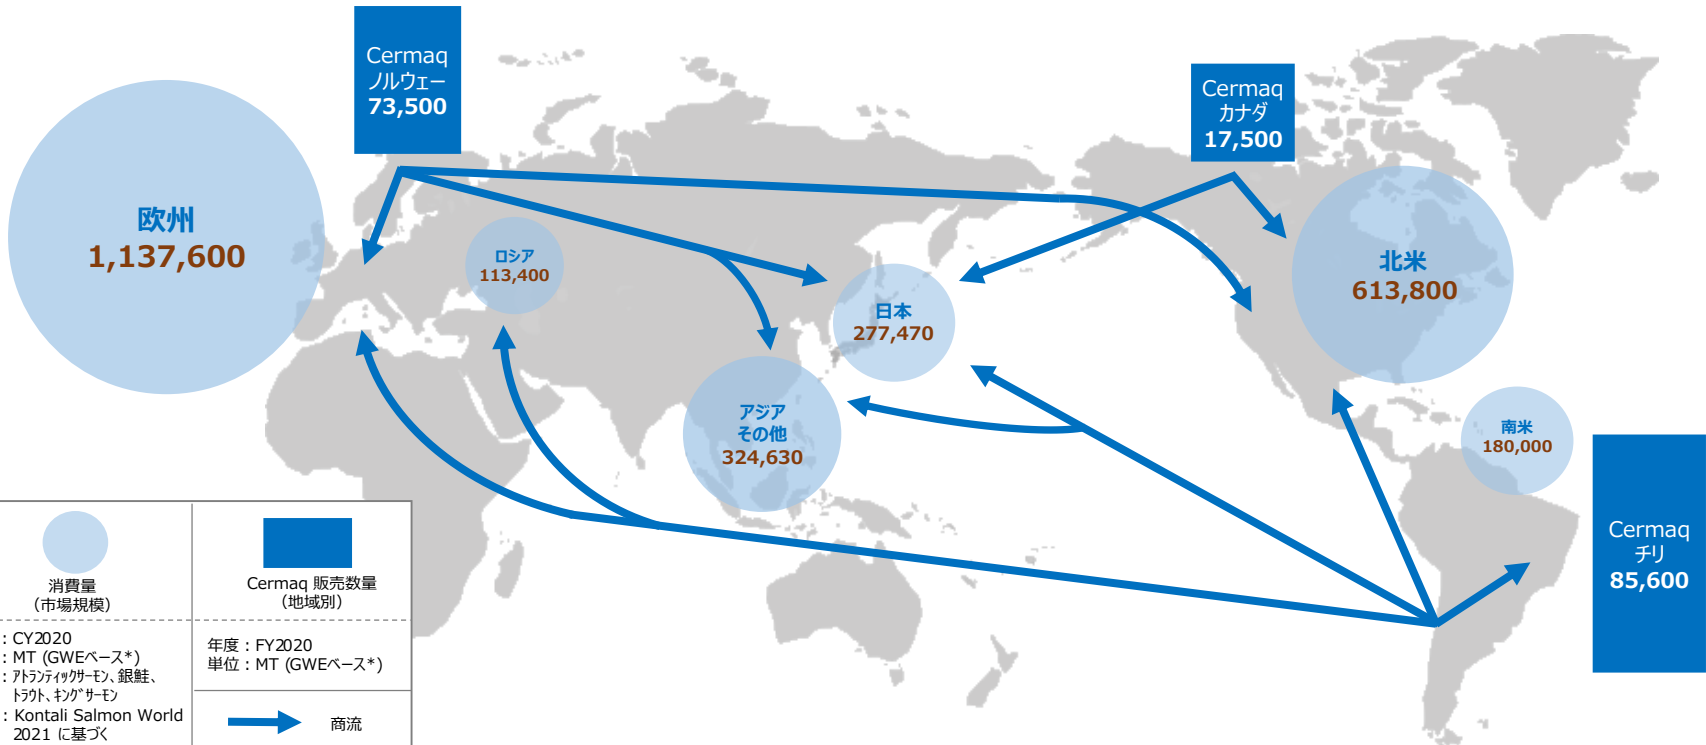 Cermaq
ノルウェー
73,500
Cermaq
カナダ
17,500
欧州
1,137,600
ロシア
113,400
日本
277,470
北米
613,800
アジア
その他
324,630
南米
180,000
Cermaq
チリ
85,600
消費量
（市場規模）
Cermaq 販売数量
（地域別）
：CY2020
：MT (GWEベース*)
：ｱﾄﾗﾝﾃｨｯｸｻｰﾓﾝ、銀鮭、
ﾄﾗｳﾄ、ｷﾝｸﾞｻｰﾓﾝ
：Kontali Salmon World
2021 に基づく
年度：FY2020
単位：MT (GWEベース*)
商流